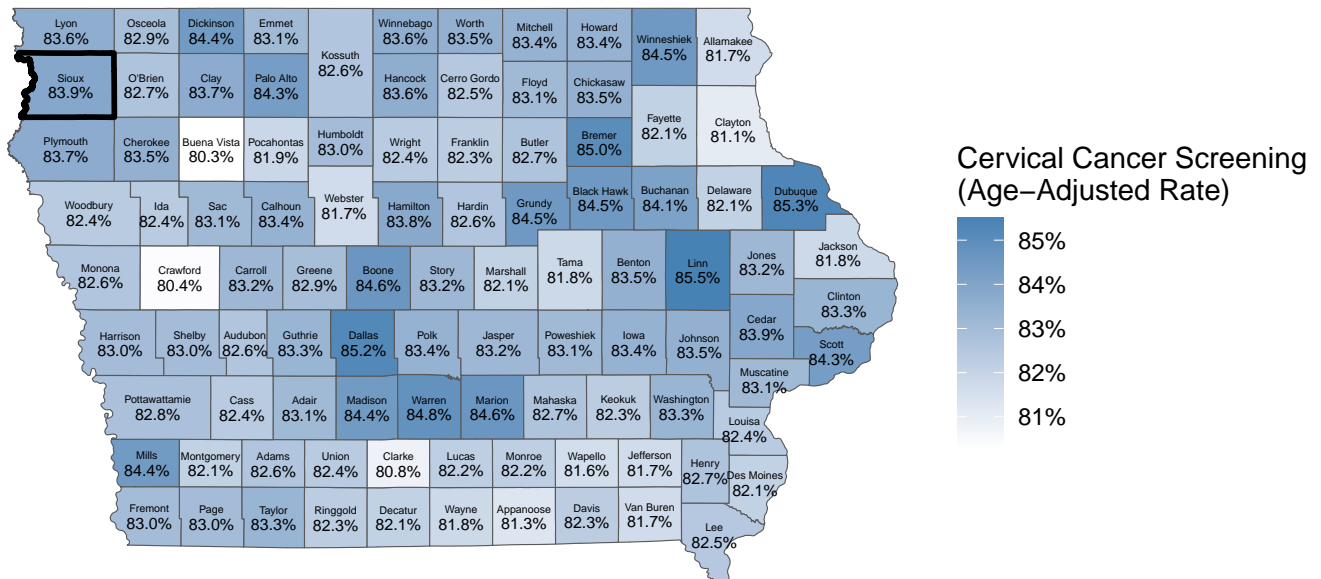 Lyon
83.6%
Osceola
82.9%
Dickinson
84.4%
Emmet
83.1%
Kossuth
82.6%
Winnebago
83.6%
Worth
83.5%
Mitchell
83.4%
Howard
83.4%
Winneshiek
84.5%
Allamakee
81.7%
Sioux
83.9%
O'Brien
82.7%
Clay
83.7%
Palo Alto
84.3%
Hancock
83.6%
Cerro Gordo
82.5%
Floyd
83.1%
Chickasaw
83.5%
Fayette
82.1%
Clayton
81.1%
Plymouth
83.7%
Cherokee
83.5%
Buena Vista
80.3%
Pocahontas
81.9%
Humboldt
83.0%
Wright
82.4%
Franklin
82.3%
Butler
82.7%
Bremer
85.0%
Woodbury
82.4%
Ida
82.4%
Sac
83.1%
Calhoun
83.4%
Webster
81.7%
Hamilton
83.8%
Hardin
82.6%
Grundy
84.5%
Black Hawk
84.5%
Buchanan
84.1%
Delaware
82.1%
Dubuque
85.3%
Monona
82.6%
Crawford
80.4%
Carroll
83.2%
Greene
82.9%
Boone
84.6%
Story
83.2%
Marshall
82.1%
Tama
81.8%
Benton
83.5%
Linn
85.5%
Jones
83.2%
Jackson
81.8%
Clinton
83.3%
Harrison
83.0%
Shelby
83.0%
Audubon
82.6%
Guthrie
83.3%
Dallas
85.2%
Polk
83.4%
Jasper
83.2%
Poweshiek
83.1%
Iowa
83.4%
Johnson
83.5%
Cedar
83.9%
Scott
84.3%
Muscatine
83.1%
Pottawattamie
82.8%
Cass
82.4%
Adair
83.1%
Madison
84.4%
Warren
84.8%
Marion
84.6%
Mahaska
82.7%
Keokuk
82.3%
Washington
83.3%
Louisa
82.4%
Mills
84.4%
Montgomery
82.1%
Adams
82.6%
Union
82.4%
Clarke
80.8%
Lucas
82.2%
Monroe
82.2%
Wapello
81.6%
Jefferson
81.7%
Henry
82.7%
Des Moines
82.1%
Fremont
83.0%
Page
83.0%
Taylor
83.3%
Ringgold
82.3%
Decatur
82.1%
Wayne
81.8%
Appanoose
81.3%
Davis
82.3%
Van Buren
81.7%
Lee
82.5%
Cervical Cancer Screening
(Age−Adjusted Rate)
85%
84%
83%
82%
81%